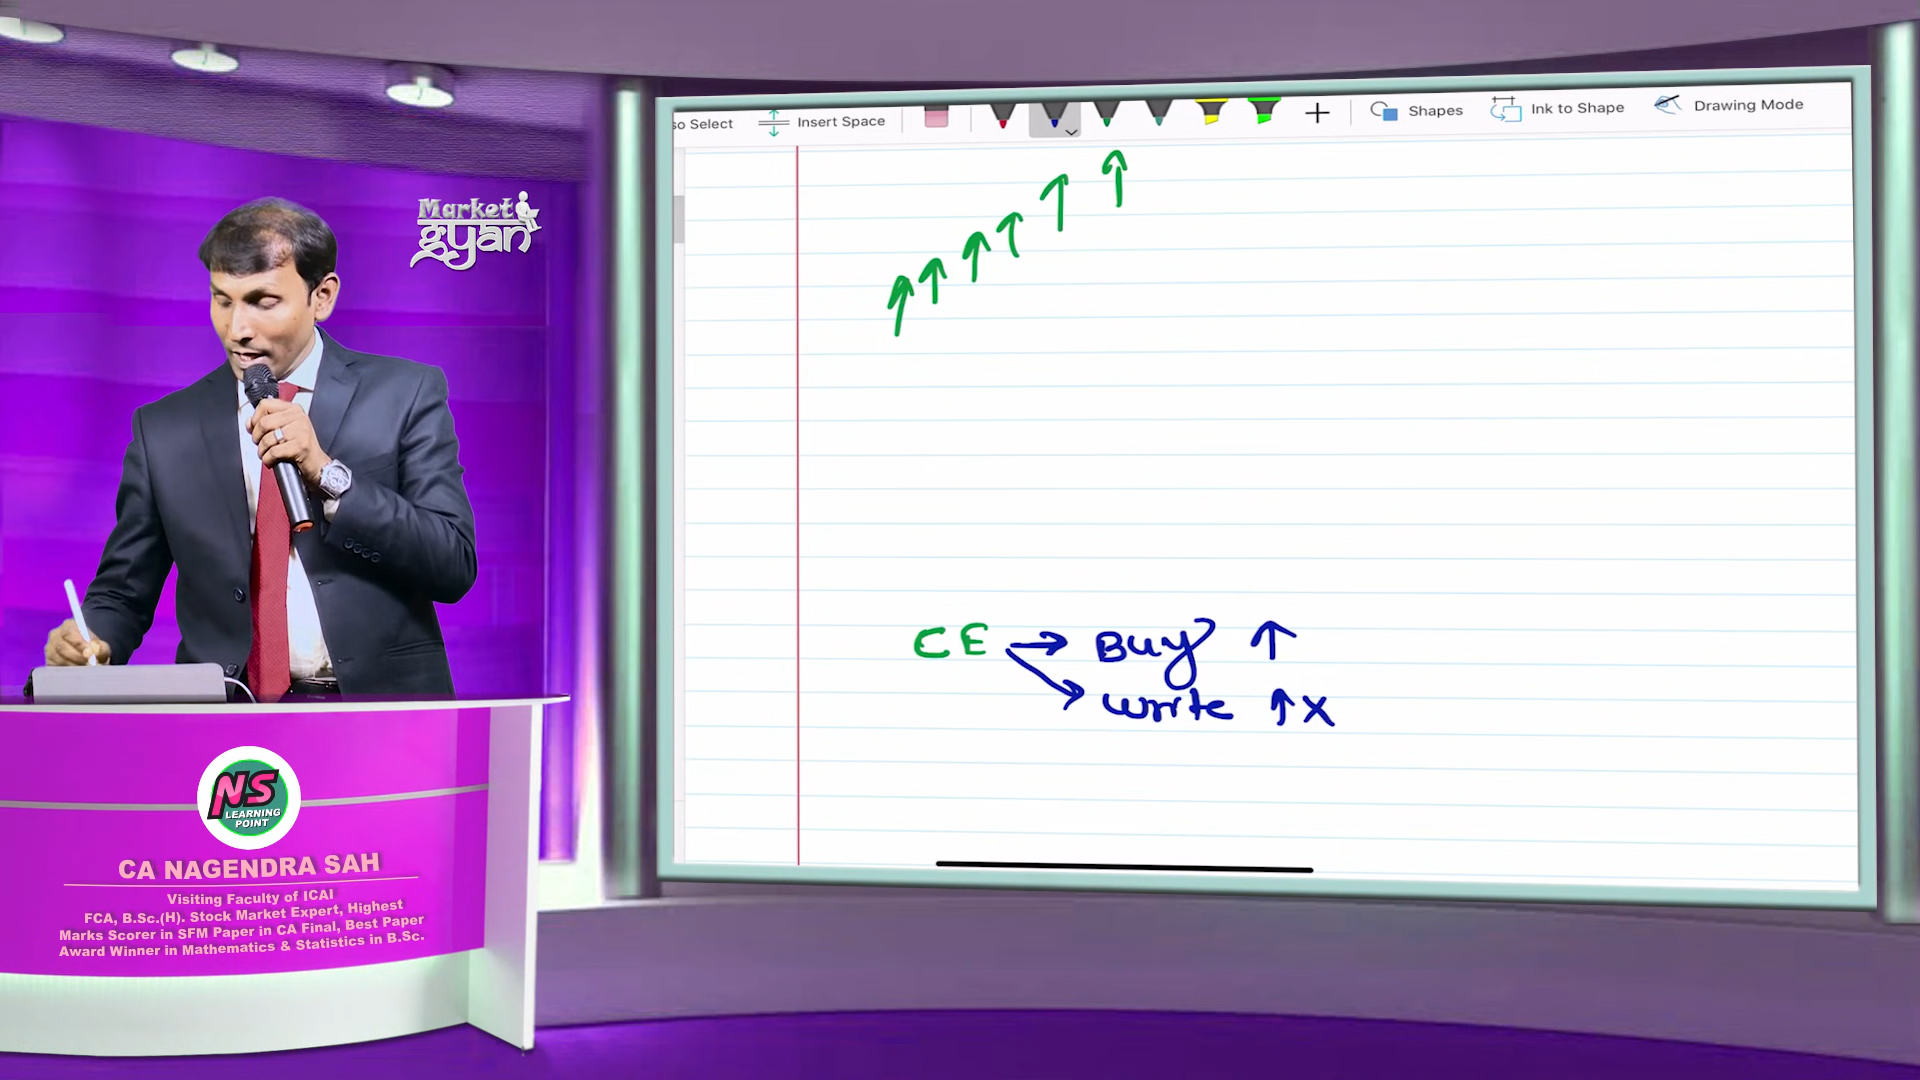 so Select Insert Space Shapes Ink to Shape Drawing Mode
Market
gyan
CE → Buy ↑
write ↑ X
NS
LEARNING
POINT
CA NAGENDRA SAH
Visiting Faculty of ICAI
FCA, B.Sc.(H). Stock Market Expert, Highest
Marks Scorer in SFM Paper in CA Final, Best Paper
Award Winner in Mathematics & Statistics in B.Sc.